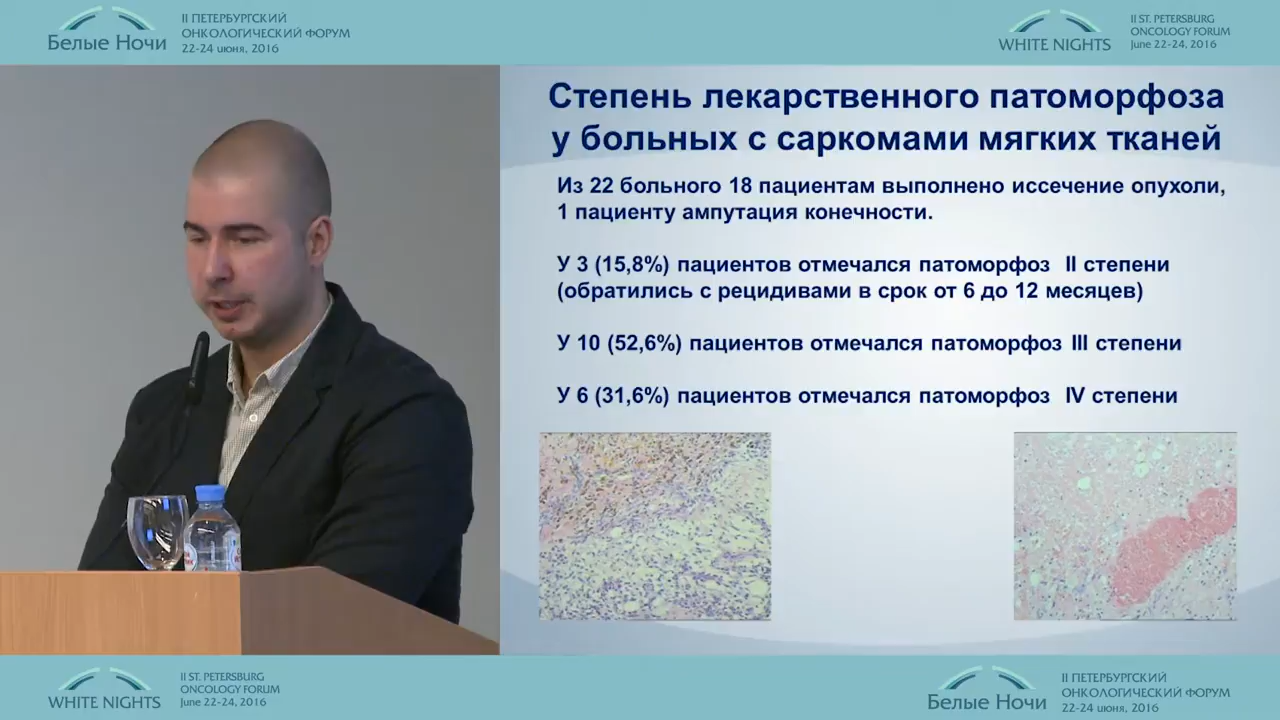 Белые Ночи
II ПЕТЕРБУРГСКИЙ
ОНКОЛОГИЧЕСКИЙ ФОРУМ
22-24 июня, 2016
WHITE NIGHTS
II ST. PETERSBURG
ONCOLOGY FORUM
June 22-24, 2016
Степень лекарственного патоморфоза
у больных с саркомами мягких тканей
Из 22 больного 18 пациентам выполнено иссечение опухоли,
1 пациенту ампутация конечности.
У 3 (15,8%) пациентов отмечался патоморфоз II степени
(обратились с рецидивами в срок от 6 до 12 месяцев)
У 10 (52,6%) пациентов отмечался патоморфоз III степени
У 6 (31,6%) пациентов отмечался патоморфоз IV степени
WHITE NIGHTS
II ST. PETERSBURG
ONCOLOGY FORUM
June 22-24, 2016
Белые Ночи
II ПЕТЕРБУРГСКИЙ
ОНКОЛОГИЧЕСКИЙ ФОРУМ
22-24 июня, 2016